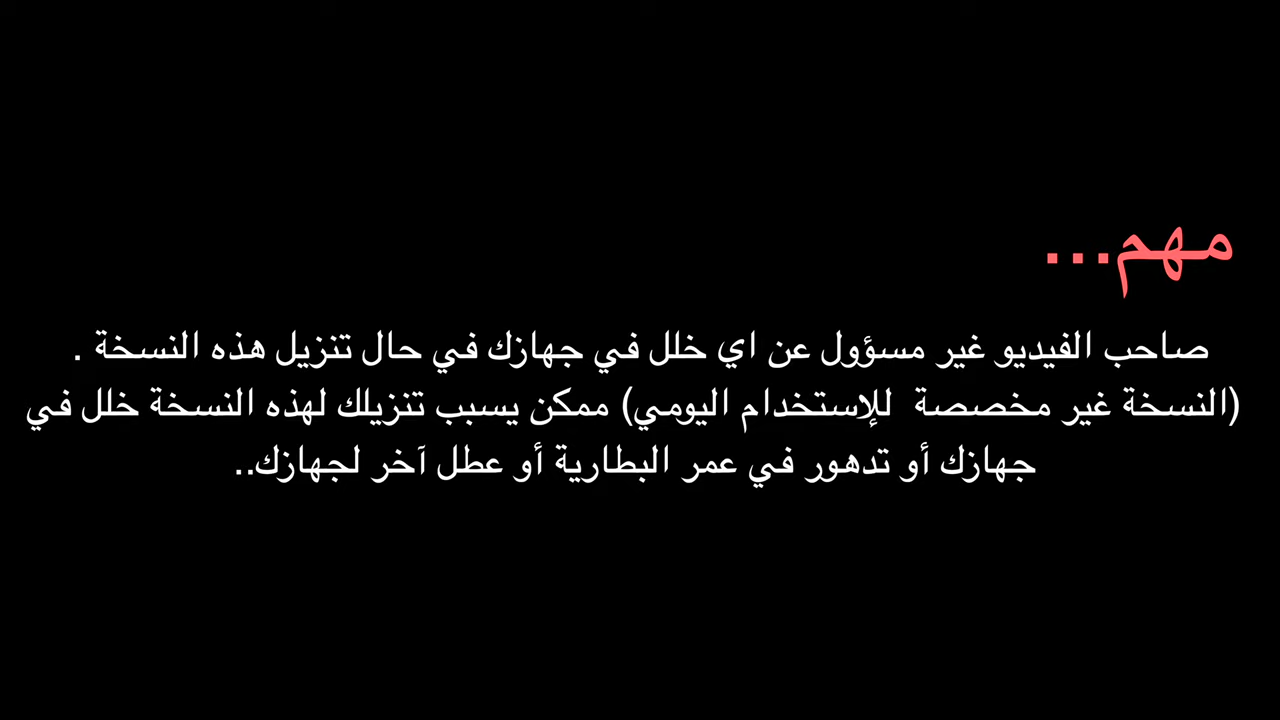 مهم...
صاحب الفيديو غير مسؤول عن اي خلل في جهازك في حال تنزيل هذه النسخة .
(النسخة غير مخصصة للإستخدام اليومي) ممكن يسبب تنزيلك لهذه النسخة خلل في
جهازك أو تدهور في عمر البطارية أو عطل آخر لجهازك..